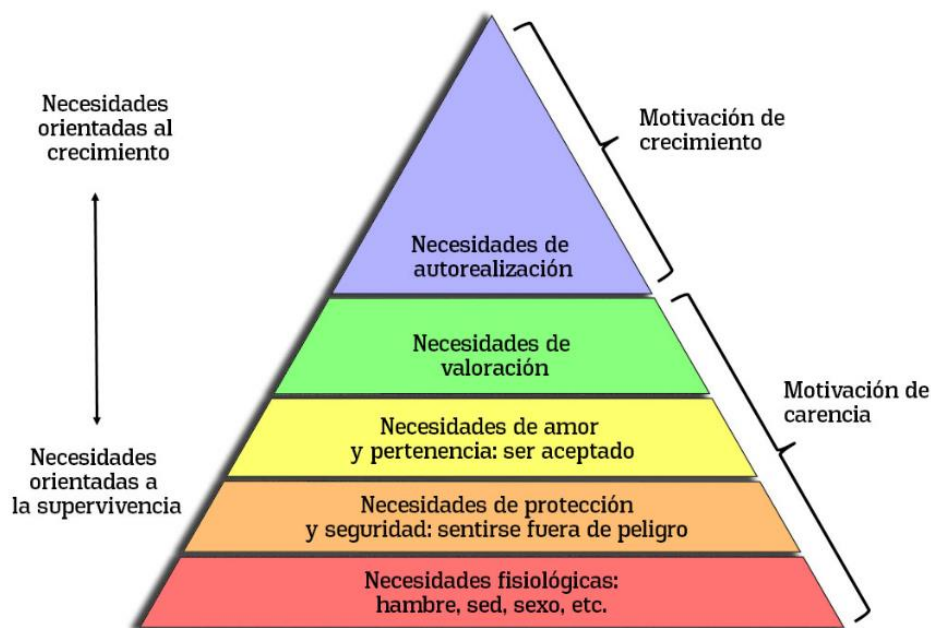 Necesidades
orientadas al
crecimiento
Motivación de
crecimiento
Necesidades de
autorealización
Necesidades de
valoración
Motivación de
carencia
Necesidades de amor
y pertenencia: ser aceptado
Necesidades
orientadas a
la supervivencia
Necesidades de protección
y seguridad: sentirse fuera de peligro
Necesidades fisiológicas:
hambre, sed, sexo, etc.